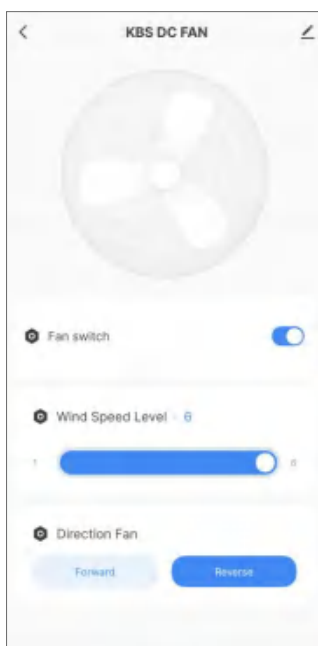 KBS DC FAN
Fan switch
Wind Speed Level - 6
1 6
Direction Fan
Forward Reverse